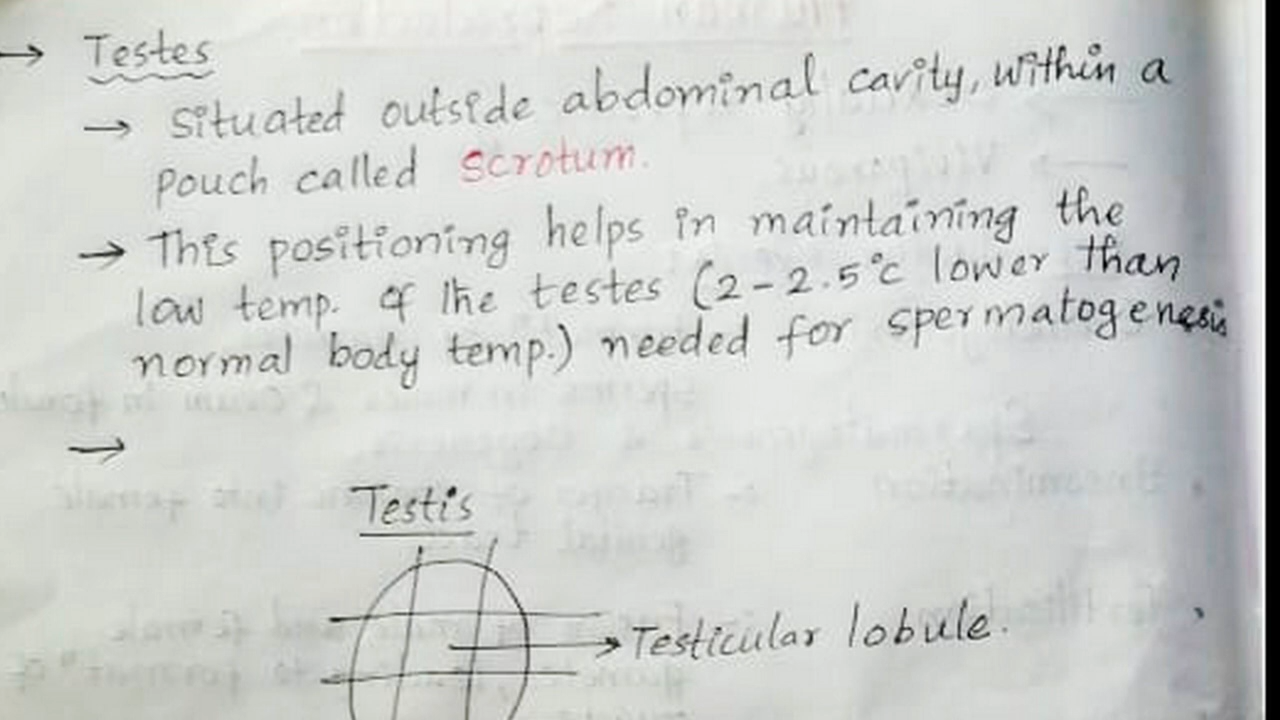 → Testes
→ Situated outside abdominal cavity, within a
pouch called Scrotum.
→ This positioning helps in maintaining the
low temp. of the testes (2-2.5°c lower than
normal body temp.) needed for spermatogenesis
→
Testis
→ Testicular lobule.